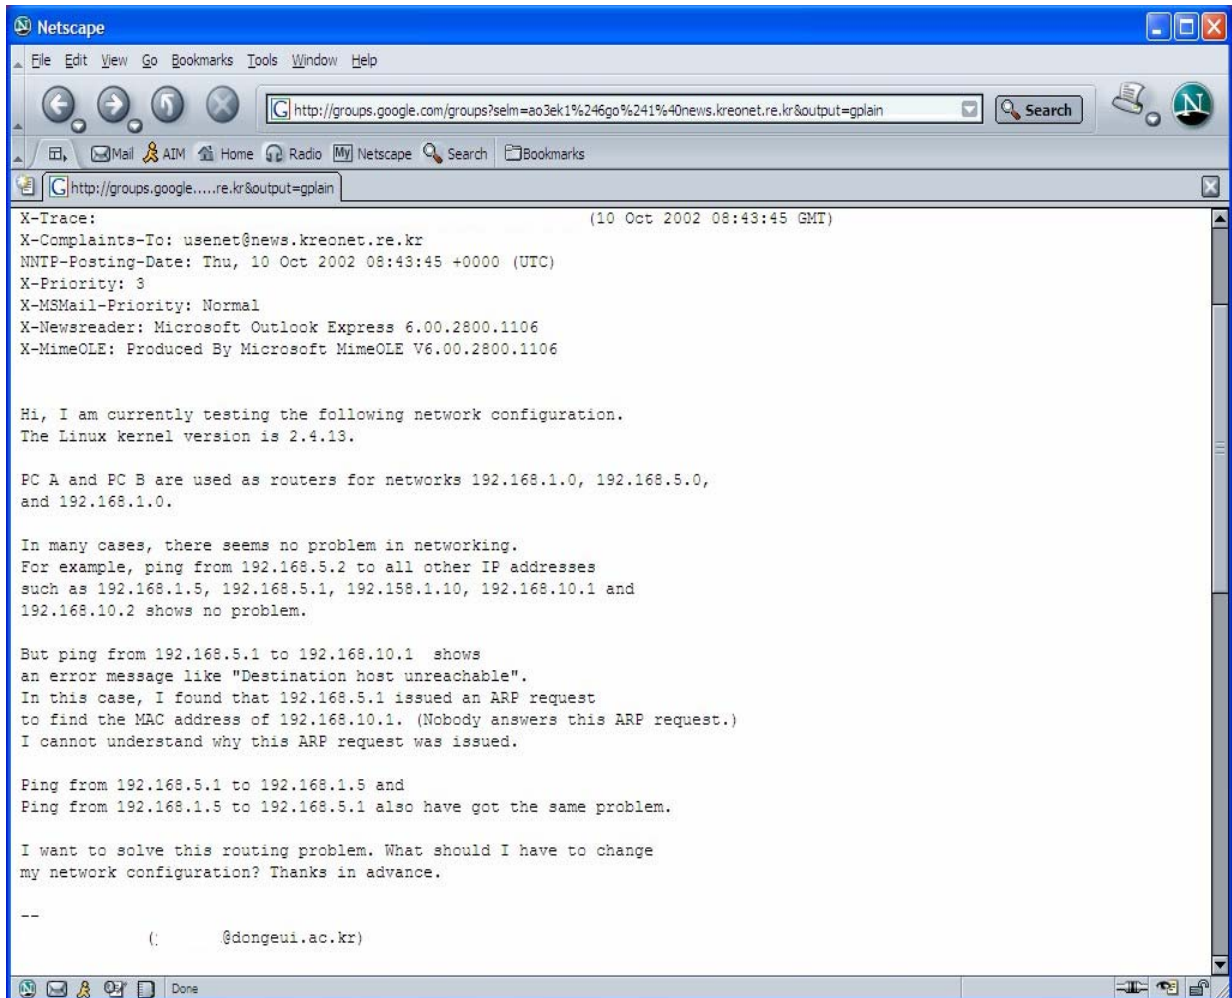 Netscape
File Edit View Go Bookmarks Tools Window Help
http://groups.google.com/groups?selm=ao3ek1%246go%241%40news.kreonet.re.kr&output=gplain
Search
N
Mail AIM Home Radio My Netscape Search Bookmarks
http://groups.google.....re.kr&output=gplain
X-Trace: (10 Oct 2002 08:43:45 GMT)
X-Complaints-To: usenet@news.kreonet.re.kr
NNTP-Posting-Date: Thu, 10 Oct 2002 08:43:45 +0000 (UTC)
X-Priority: 3
X-MSMail-Priority: Normal
X-Newsreader: Microsoft Outlook Express 6.00.2800.1106
X-MimeOLE: Produced By Microsoft MimeOLE V6.00.2800.1106
Hi, I am currently testing the following network configuration.
The Linux kernel version is 2.4.13.
PC A and PC B are used as routers for networks 192.168.1.0, 192.168.5.0,
and 192.168.1.0.
In many cases, there seems no problem in networking.
For example, ping from 192.168.5.2 to all other IP addresses
such as 192.168.1.5, 192.168.5.1, 192.158.1.10, 192.168.10.1 and
192.168.10.2 shows no problem.
But ping from 192.168.5.1 to 192.168.10.1 shows
an error message like "Destination host unreachable".
In this case, I found that 192.168.5.1 issued an ARP request
to find the MAC address of 192.168.10.1. (Nobody answers this ARP request.)
I cannot understand why this ARP request was issued.
Ping from 192.168.5.1 to 192.168.1.5 and
Ping from 192.168.1.5 to 192.168.5.1 also have got the same problem.
I want to solve this routing problem. What should I have to change
my network configuration? Thanks in advance.
--
( @dongeui.ac.kr)
Done